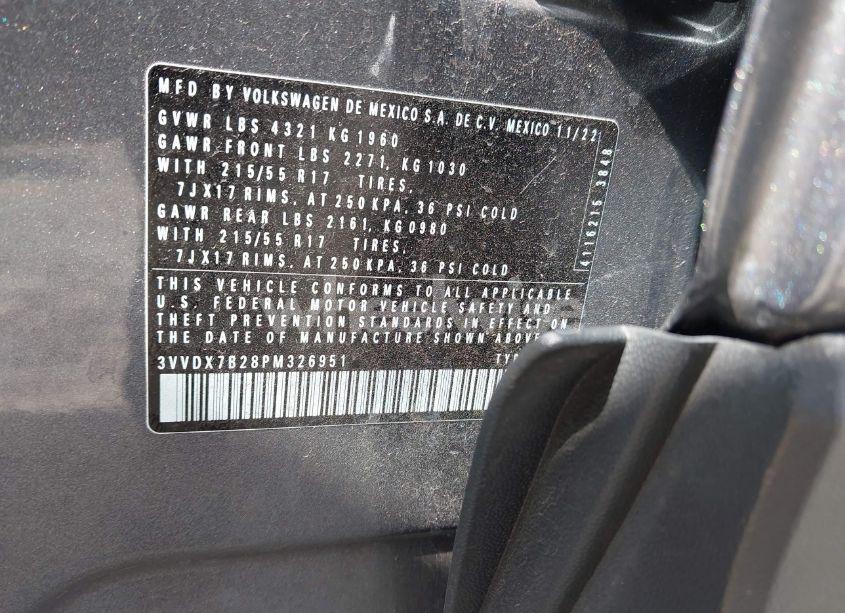 MFD BY VOLKSWAGEN DE MEXICO S.A. DE C.V. MEXICO 11/22
GVWR LBS 4321 KG 1960
GAWR FRONT LBS 2271, KG 1030
WITH 215/55 R17 TIRES,
7JX17 RIMS, AT 250 KPA, 36 PSI COLD
GAWR REAR LBS 2161, KG 0980
WITH 215/55 R17 TIRES,
7JX17 RIMS, AT 250 KPA, 36 PSI COLD
THIS VEHICLE CONFORMS TO ALL APPLICABLE
U.S. FEDERAL MOTOR VEHICLE SAFETY AND
THEFT PREVENTION STANDARDS IN EFFECT ON
THE DATE OF MANUFACTURE SHOWN ABOVE.
3VVDX7B28PM326951
3848